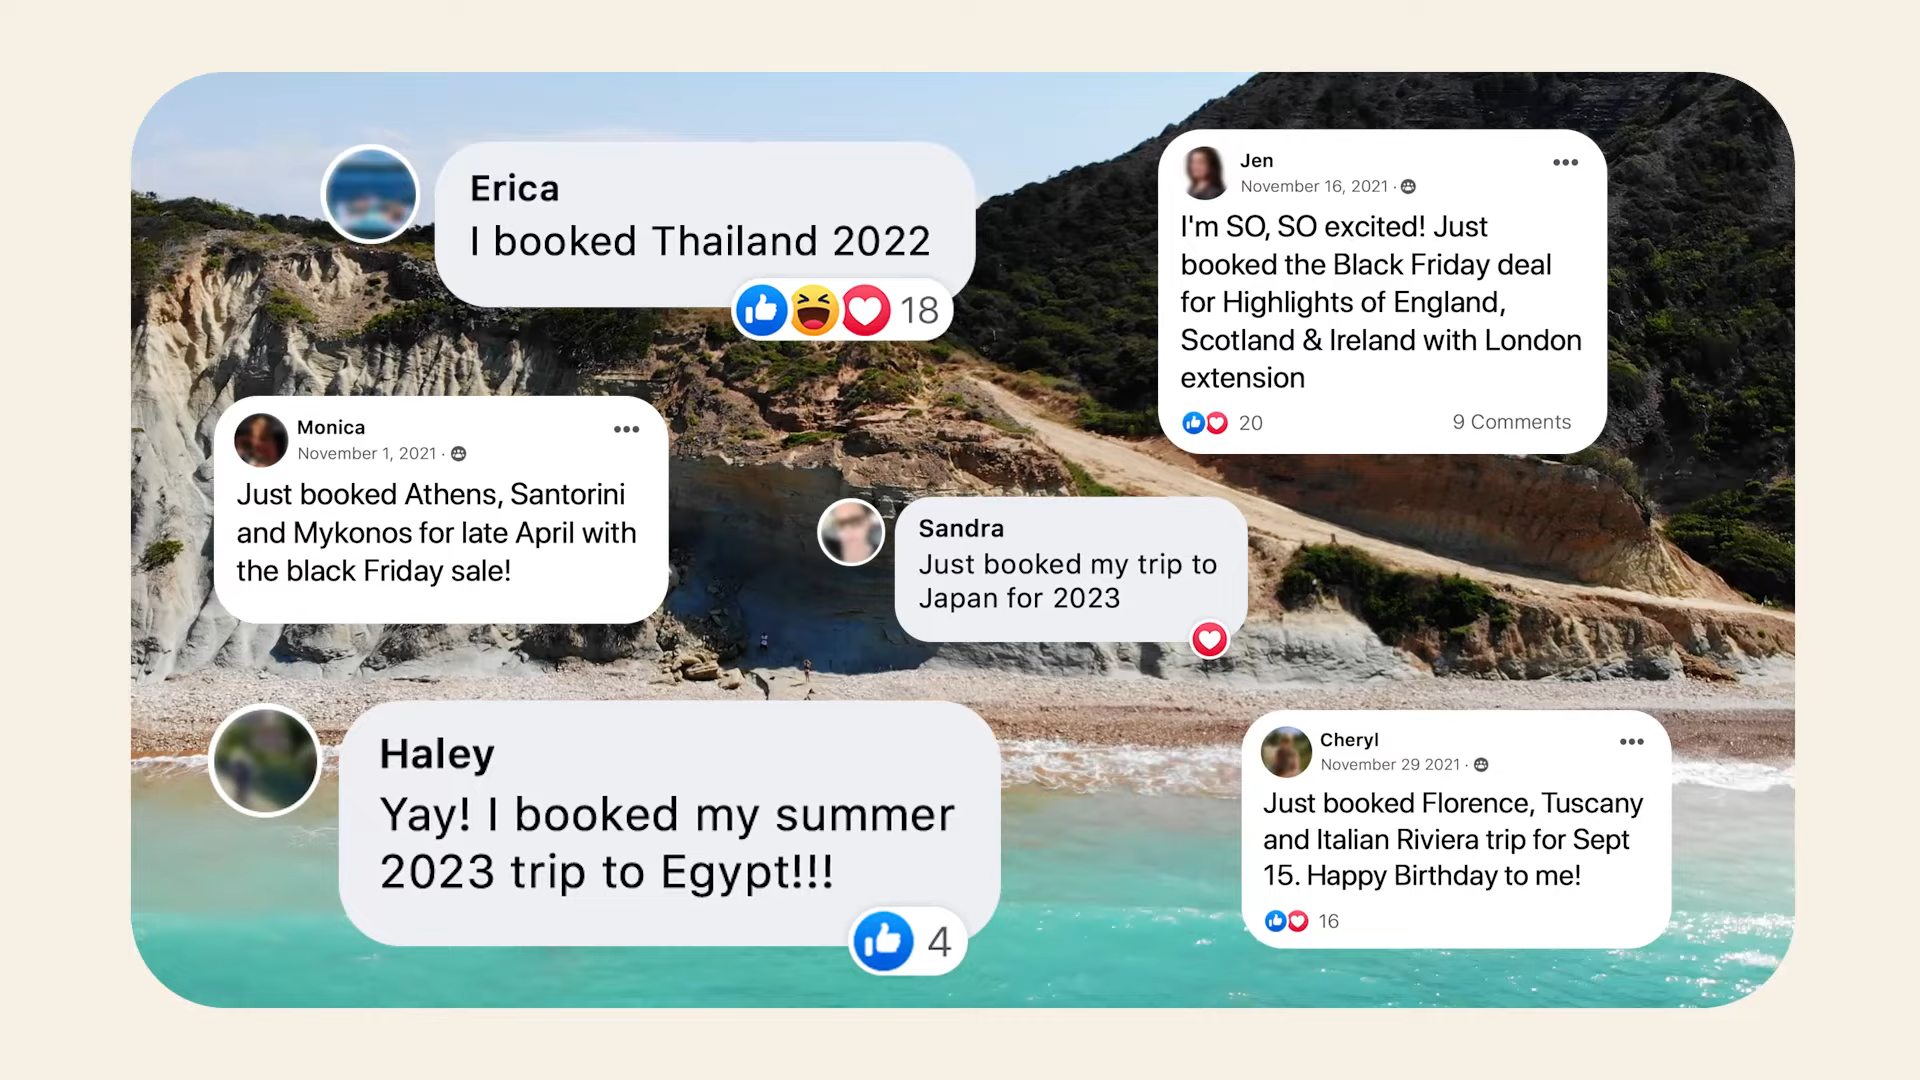 Erica
I booked Thailand 2022
18
Jen
November 16, 2021 ·
I'm SO, SO excited! Just
booked the Black Friday deal
for Highlights of England,
Scotland & Ireland with London
extension
20
9 Comments
Monica
November 1, 2021 ·
Just booked Athens, Santorini
and Mykonos for late April with
the black Friday sale!
Sandra
Just booked my trip to
Japan for 2023
Haley
Yay! I booked my summer
2023 trip to Egypt!!!
4
Cheryl
November 29 2021 ·
Just booked Florence, Tuscany
and Italian Riviera trip for Sept
15. Happy Birthday to me!
16